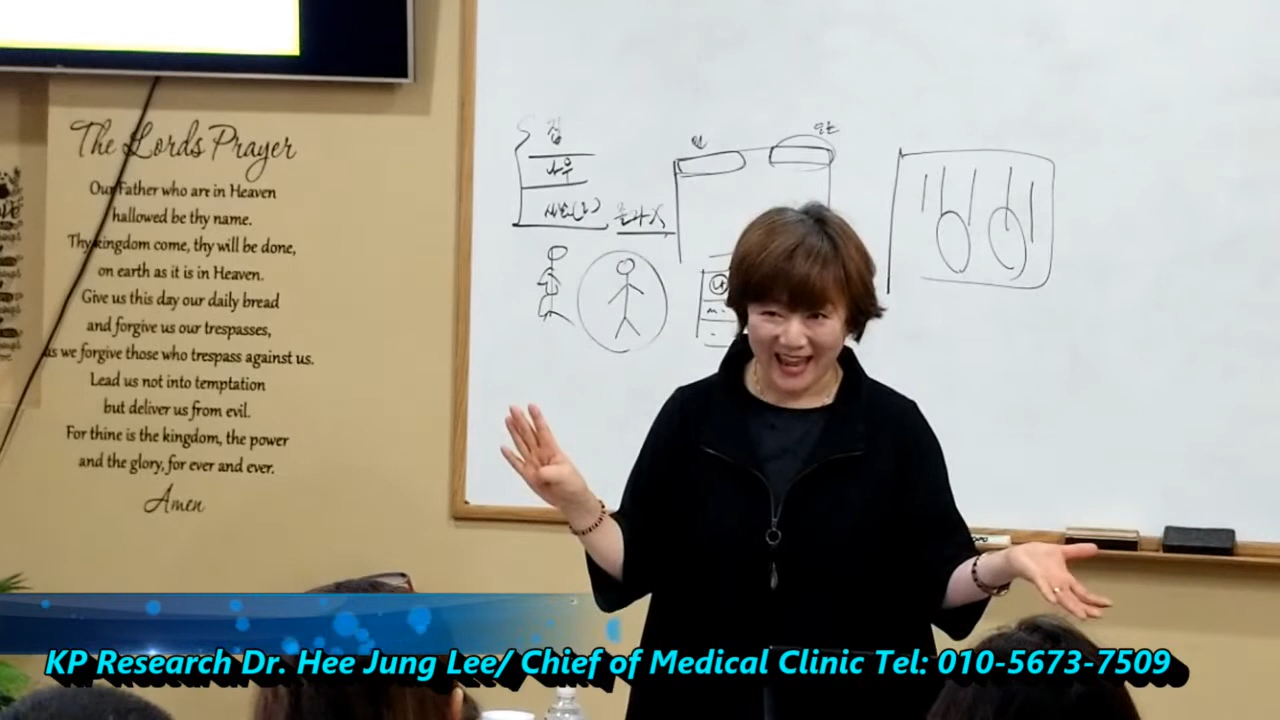 The Lords Prayer
Our Father who are in Heaven
hallowed be thy name.
Thy kingdom come, thy will be done,
on earth as it is in Heaven.
Give us this day our daily bread
and forgive us our trespasses,
as we forgive those who trespass against us.
Lead us not into temptation
but deliver us from evil.
For thine is the kingdom, the power
and the glory, for ever and ever.
Amen
집
나무
KP Research Dr. Hee Jung Lee/ Chief of Medical Clinic Tel: 010-5673-7509